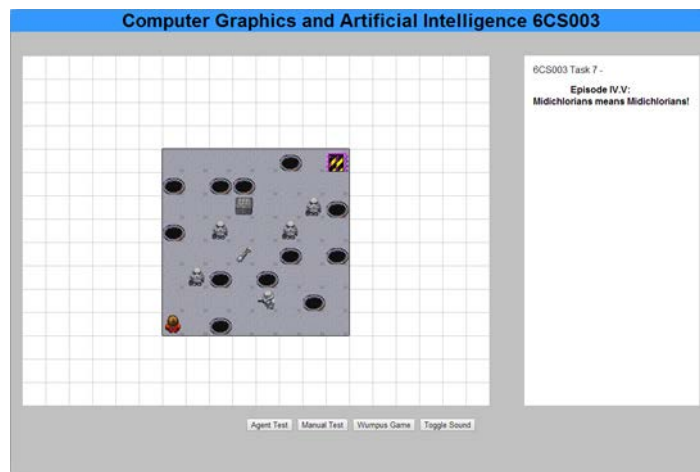 Computer Graphics and Artificial Intelligence 6CS003
6CS003 Task 7 -
Episode IV.V:
Midichlorians means Midichlorians!
Agent Test
Manual Test
Wumpus Game
Toggle Sound